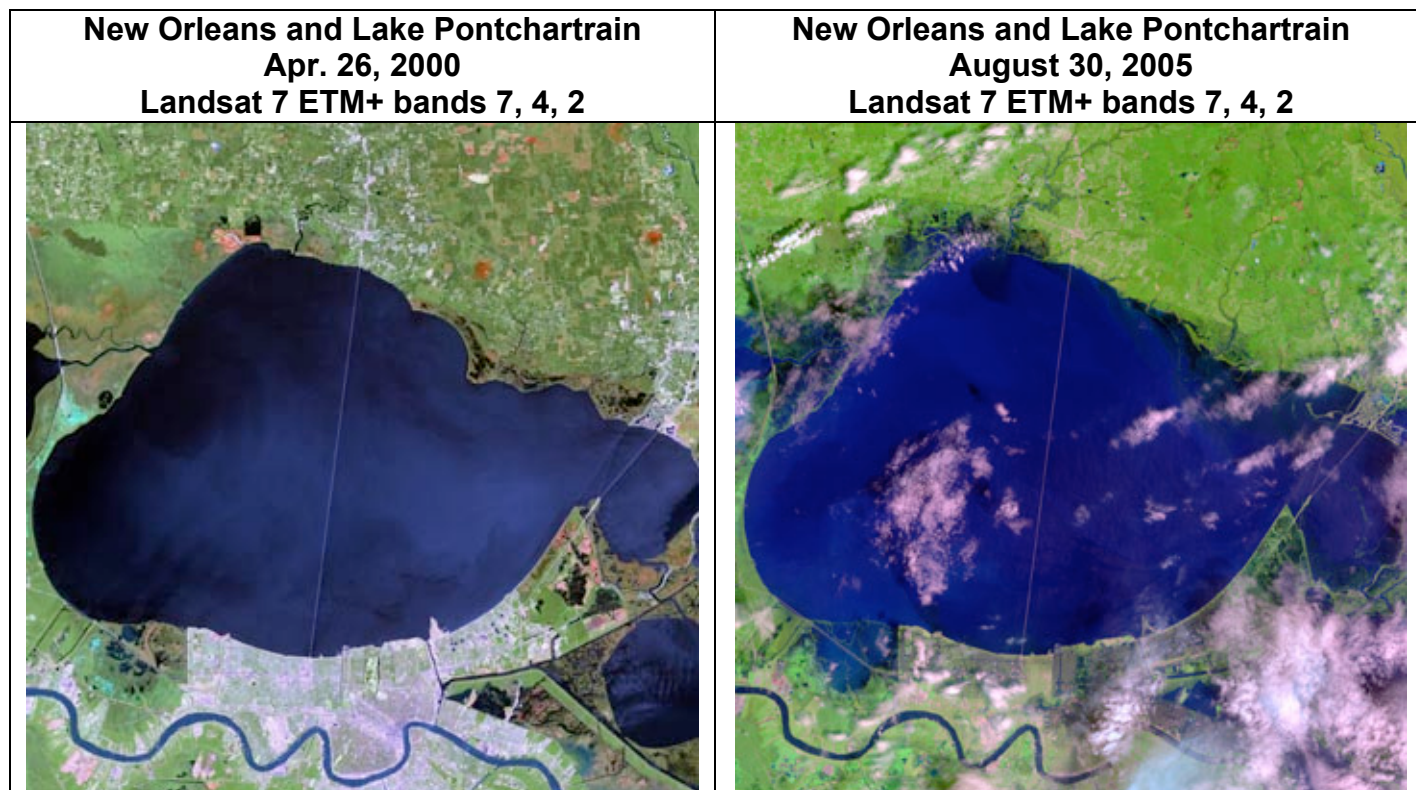 New Orleans and Lake Pontchartrain
Apr. 26, 2000
Landsat 7 ETM+ bands 7, 4, 2
New Orleans and Lake Pontchartrain
August 30, 2005
Landsat 7 ETM+ bands 7, 4, 2